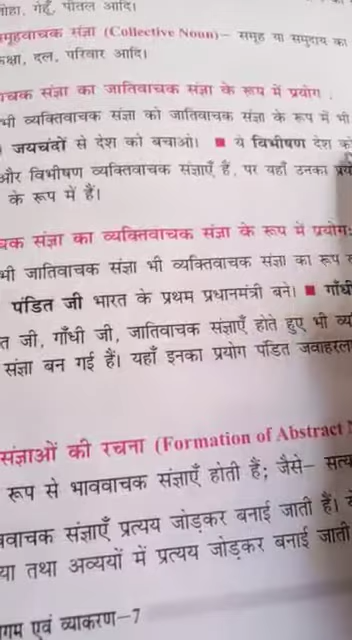 लोहा, गेहूँ, पीतल आदि।
समूहवाचक संज्ञा (Collective Noun)– समूह या समुदाय का
कक्षा, दल, परिवार आदि।
वाचक संज्ञा का जातिवाचक संज्ञा के रूप में प्रयोग :
भी व्यक्तिवाचक संज्ञा को जातिवाचक संज्ञा के रूप में भी
जयचंदों से देश को बचाओ। ■ ये विभीषण देश को
और विभीषण व्यक्तिवाचक संज्ञाएँ हैं, पर यहाँ उनका प्रय
के रूप में है।
चक संज्ञा का व्यक्तिवाचक संज्ञा के रूप में प्रयोग:
भी जातिवाचक संज्ञा भी व्यक्तिवाचक संज्ञा का रूप
पंडित जी भारत के प्रथम प्रधानमंत्री बने। ■ गाँधी
त जी, गाँधी जी, जातिवाचक संज्ञाएँ होते हुए भी व्य
संज्ञा बन गई हैं। यहाँ इनका प्रयोग पंडित जवाहरला
संज्ञाओं की रचना (Formation of Abstract N
रूप से भाववाचक संज्ञाएँ होती हैं; जैसे– सत्य
ववाचक संज्ञाएँ प्रत्यय जोड़कर बनाई जाती हैं।
या तथा अव्ययों में प्रत्यय जोड़कर बनाई जाती
गम एवं व्याकरण–7